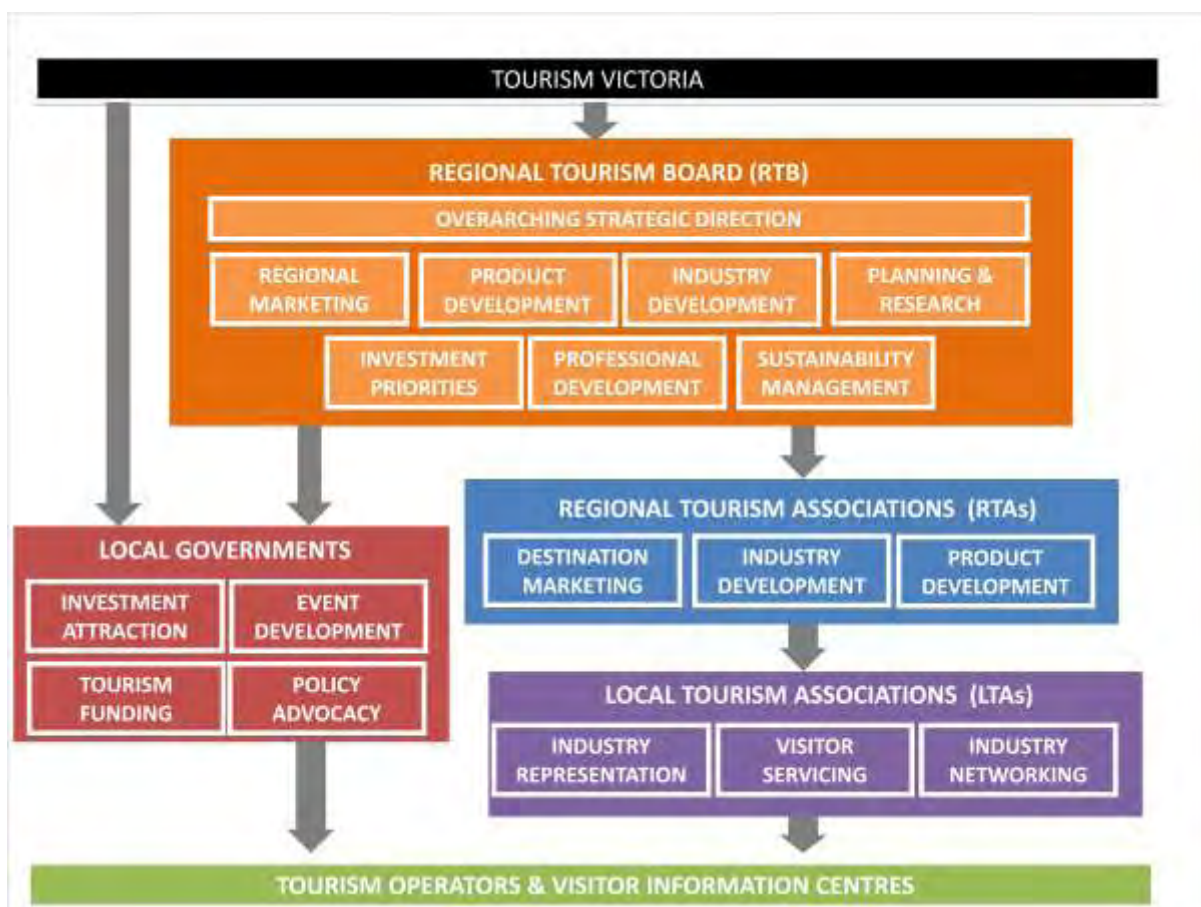 TOURISM VICTORIA
REGIONAL TOURISM BOARD (RTB)
OVERARCHING STRATEGIC DIRECTION
REGIONAL
MARKETING
PRODUCT
DEVELOPMENT
INDUSTRY
DEVELOPMENT
PLANNING &
RESEARCH
INVESTMENT
PRIORITIES
PROFESSIONAL
DEVELOPMENT
SUSTAINABILITY
MANAGEMENT
LOCAL GOVERNMENTS
INVESTMENT
ATTRACTION
EVENT
DEVELOPMENT
TOURISM
FUNDING
POLICY
ADVOCACY
REGIONAL TOURISM ASSOCIATIONS (RTAs)
DESTINATION
MARKETING
INDUSTRY
DEVELOPMENT
PRODUCT
DEVELOPMENT
LOCAL TOURISM ASSOCIATIONS (LTAs)
INDUSTRY
REPRESENTATION
VISITOR
SERVICING
INDUSTRY
NETWORKING
TOURISM OPERATORS & VISITOR INFORMATION CENTRES